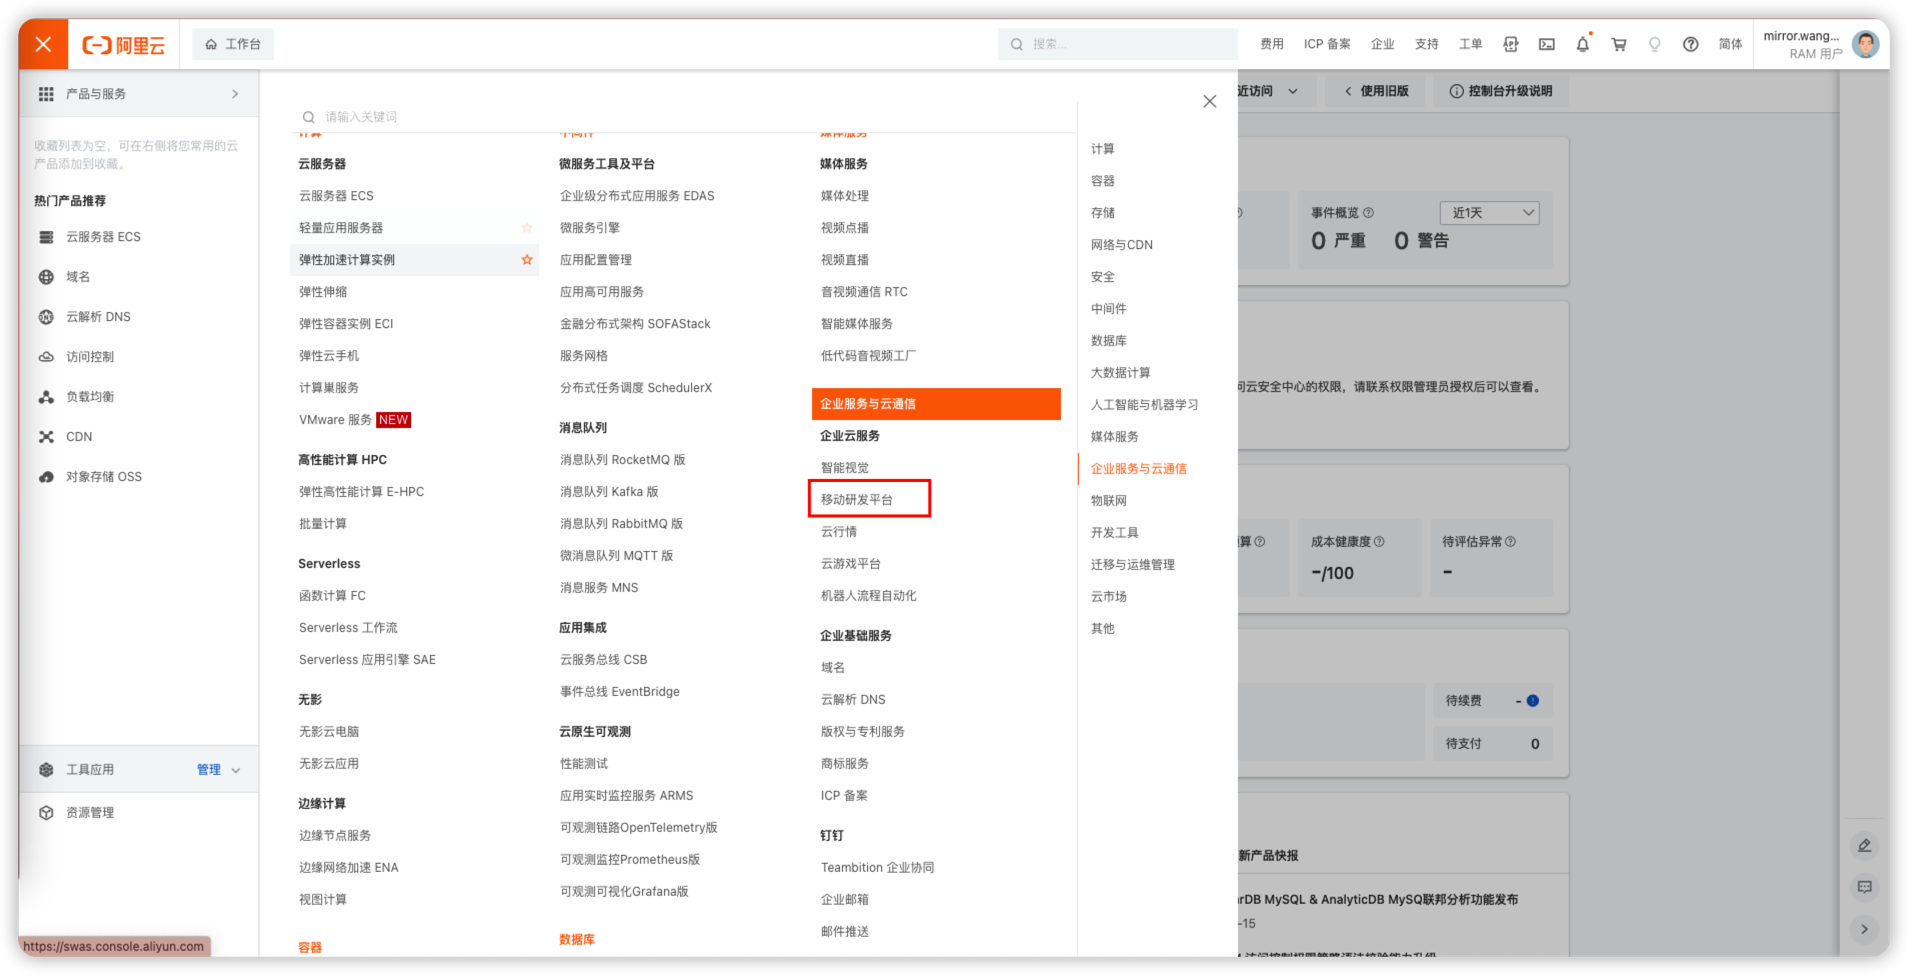 阿里云
工作台
搜索...
费用
ICP 备案
企业
支持
工单
简体
mirror.wang...
RAM 用户
产品与服务
收藏列表为空，可在右侧将您常用的云
产品添加到收藏。
热门产品推荐
云服务器 ECS
域名
云解析 DNS
访问控制
负载均衡
CDN
对象存储 OSS
工具应用
管理
资源管理
https://swas.console.aliyun.com
请输入关键词
计算
云服务器
云服务器 ECS
轻量应用服务器
弹性加速计算实例
弹性伸缩
弹性容器实例 ECI
弹性云手机
计算巢服务
VMware 服务 NEW
高性能计算 HPC
弹性高性能计算 E-HPC
批量计算
Serverless
函数计算 FC
Serverless 工作流
Serverless 应用引擎 SAE
无影
无影云电脑
无影云应用
边缘计算
边缘节点服务
边缘网络加速 ENA
视图计算
容器
中间件
微服务工具及平台
企业级分布式应用服务 EDAS
微服务引擎
应用配置管理
应用高可用服务
金融分布式架构 SOFAStack
服务网格
分布式任务调度 SchedulerX
消息队列
消息队列 RocketMQ 版
消息队列 Kafka 版
消息队列 RabbitMQ 版
微消息队列 MQTT 版
消息服务 MNS
应用集成
云服务总线 CSB
事件总线 EventBridge
云原生可观测
性能测试
应用实时监控服务 ARMS
可观测链路OpenTelemetry版
可观测监控Prometheus版
可观测可视化Grafana版
数据库
媒体服务
媒体服务
媒体处理
视频点播
视频直播
音视频通信 RTC
智能媒体服务
低代码音视频工厂
企业服务与云通信
企业云服务
智能视觉
移动研发平台
云行情
云游戏平台
机器人流程自动化
企业基础服务
域名
云解析 DNS
版权与专利服务
商标服务
ICP 备案
钉钉
Teambition 企业协同
企业邮箱
邮件推送
计算
容器
存储
网络与CDN
安全
中间件
数据库
大数据计算
人工智能与机器学习
媒体服务
企业服务与云通信
物联网
开发工具
迁移与运维管理
云市场
其他
近访问
使用旧版
控制台升级说明
事件概览
近1天
0 严重
0 警告
问云安全中心的权限，请联系权限管理员授权后可以查看。
算
成本健康度
待评估异常
-/100
-
待续费
-
待支付
0
新产品快报
arDB MySQL & AnalyticDB MySQ联邦分析功能发布
-15